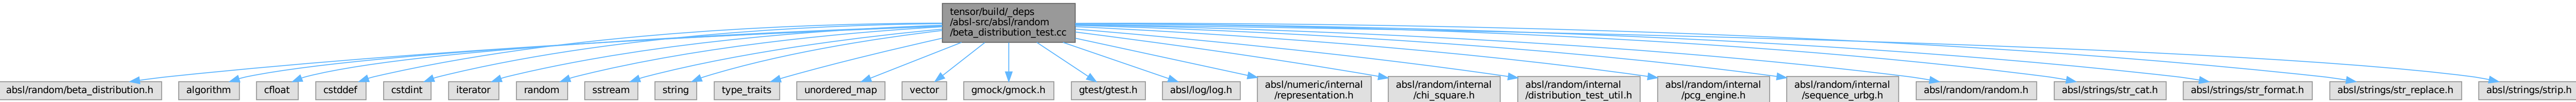 tensor/build/_deps
/absl-src/absl/random
/beta_distribution_test.cc
absl/random/beta_distribution.h
algorithm
cfloat
cstddef
cstdint
iterator
random
sstream
string
type_traits
unordered_map
vector
gmock/gmock.h
gtest/gtest.h
absl/log/log.h
absl/numeric/internal
/representation.h
absl/random/internal
/chi_square.h
absl/random/internal
/distribution_test_util.h
absl/random/internal
/pcg_engine.h
absl/random/internal
/sequence_urbg.h
absl/random/random.h
absl/strings/str_cat.h
absl/strings/str_format.h
absl/strings/str_replace.h
absl/strings/strip.h